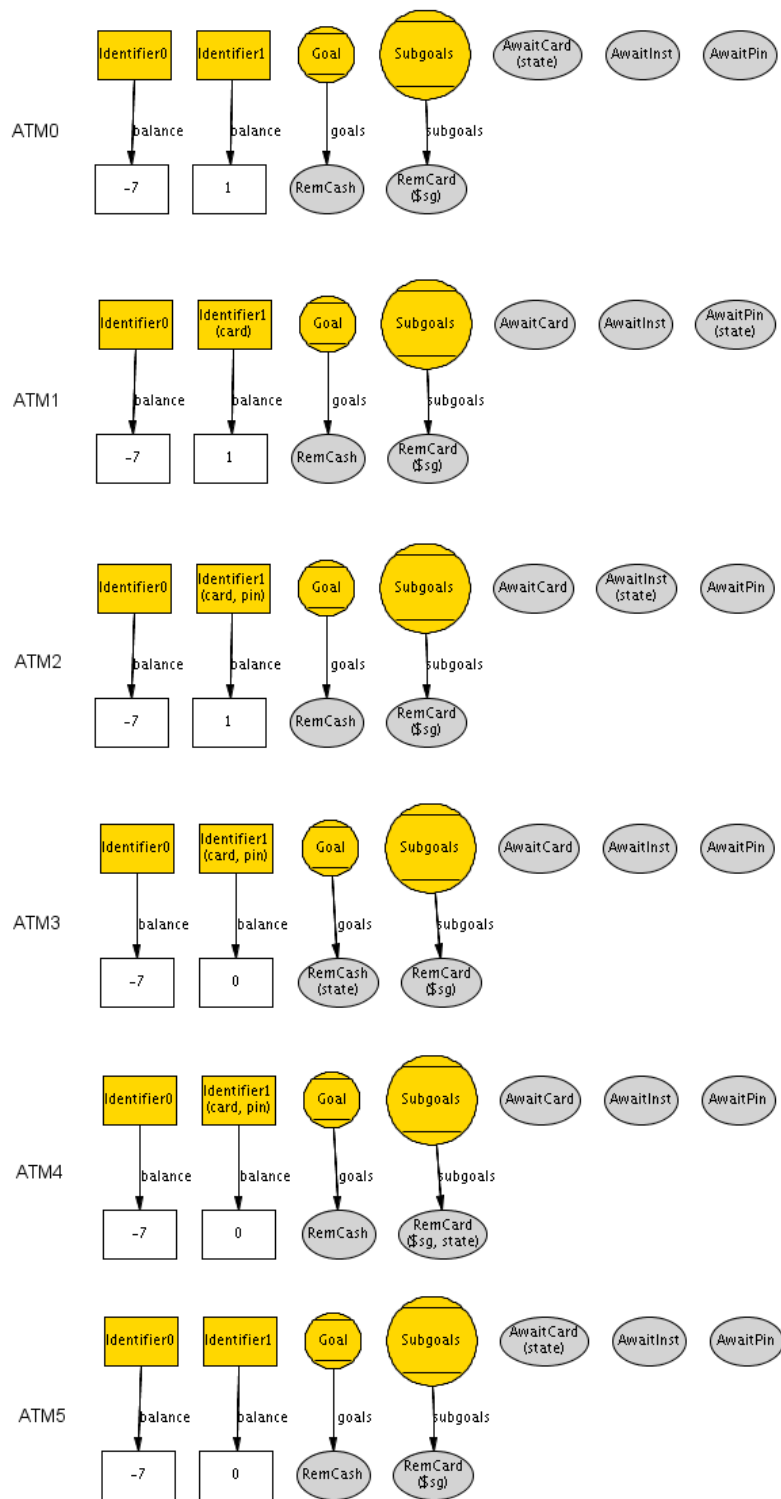 Identifier0 Identifier1 Goal Subgoals AwaitCard AwaitInst AwaitPin
(state)
balance balance goals subgoals
ATM0
-7 1 RemCash RemCard
($sg)
Identifier0 Identifier1 Goal Subgoals AwaitCard AwaitInst AwaitPin
(card) (state)
balance balance goals subgoals
ATM1
-7 1 RemCash RemCard
($sg)
Identifier0 Identifier1 Goal Subgoals AwaitCard AwaitInst AwaitPin
(card, pin) (state)
balance balance goals subgoals
ATM2
-7 1 RemCash RemCard
($sg)
Identifier0 Identifier1 Goal Subgoals AwaitCard AwaitInst AwaitPin
(card, pin)
balance balance goals subgoals
ATM3
-7 0 RemCash RemCard
(state) ($sg)
Identifier0 Identifier1 Goal Subgoals AwaitCard AwaitInst AwaitPin
(card, pin)
balance balance goals subgoals
ATM4
-7 0 RemCash RemCard
($sg, state)
Identifier0 Identifier1 Goal Subgoals AwaitCard AwaitInst AwaitPin
(state)
balance balance goals subgoals
ATM5
-7 0 RemCash RemCard
($sg)